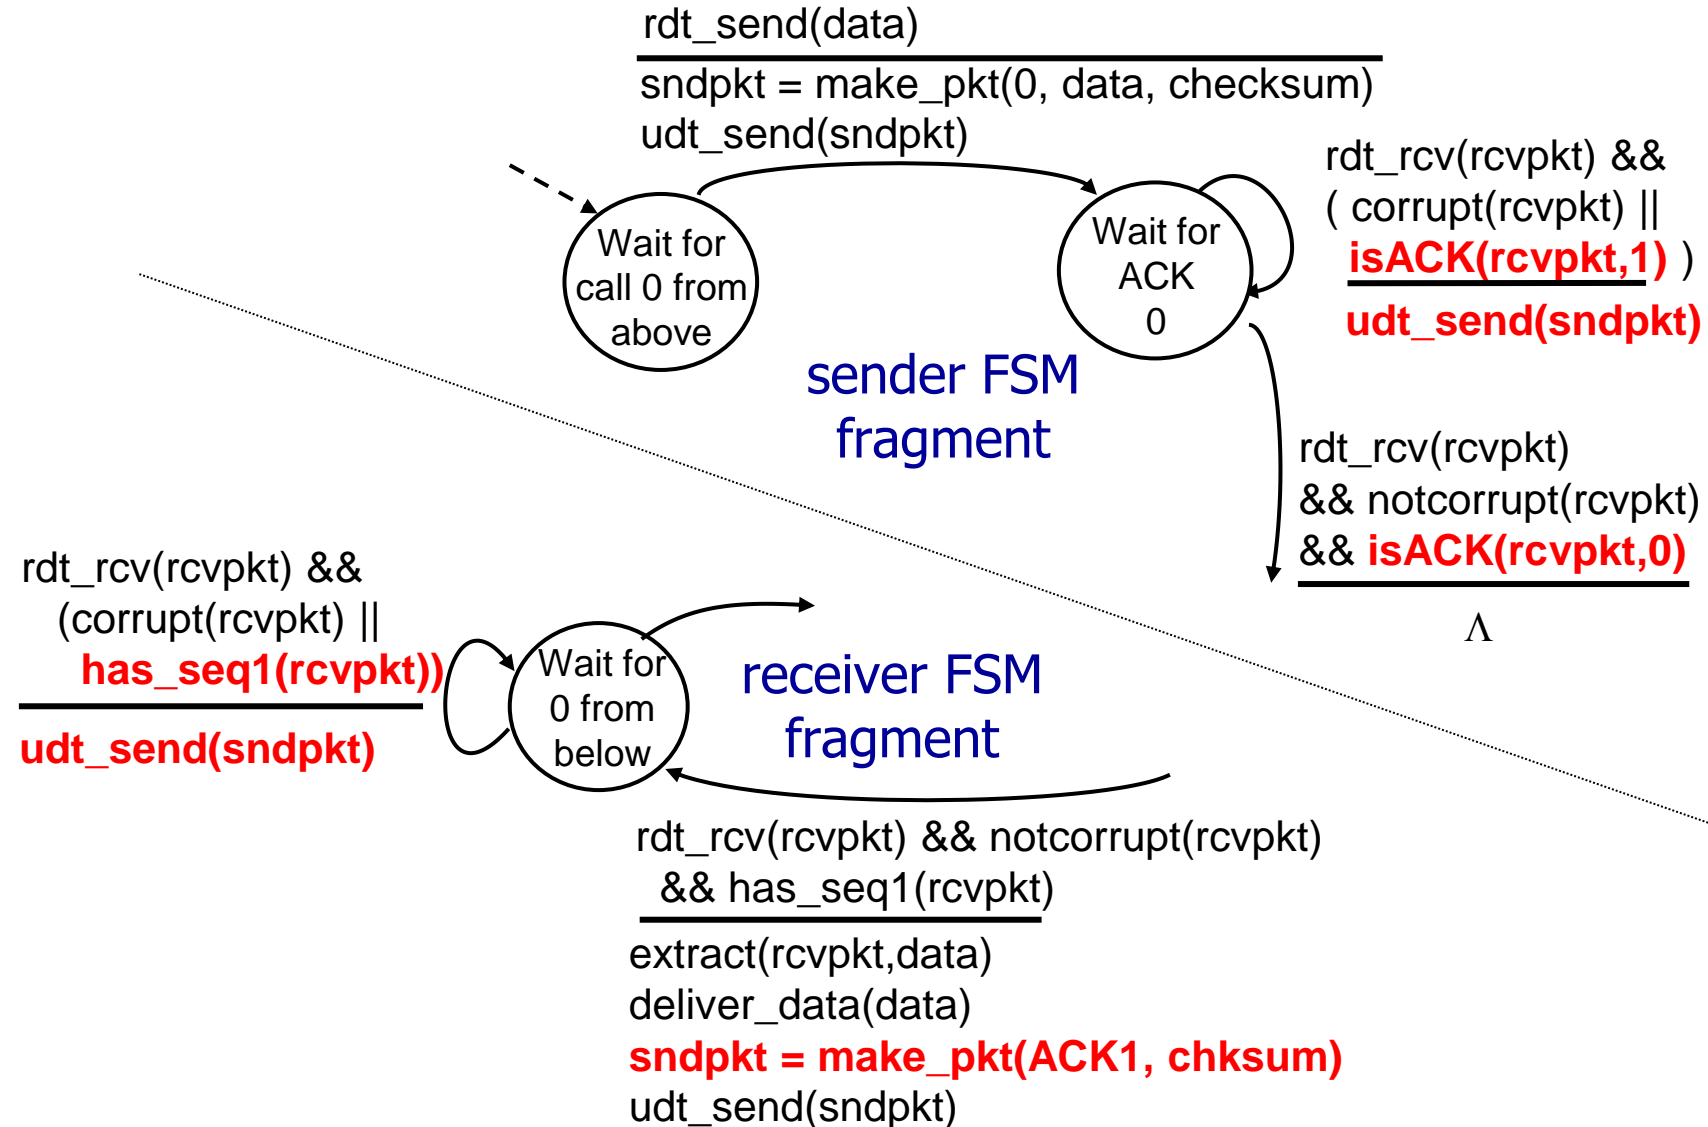 rdt_send(data)
sndpkt = make_pkt(0, data, checksum)
udt_send(sndpkt)
Wait for
call 0 from
above
Wait for
ACK
0
rdt_rcv(rcvpkt) &&
( corrupt(rcvpkt) ||
isACK(rcvpkt,1) )
udt_send(sndpkt)
sender FSM
fragment
rdt_rcv(rcvpkt)
&& notcorrupt(rcvpkt)
&& isACK(rcvpkt,0)
Λ
rdt_rcv(rcvpkt) &&
(corrupt(rcvpkt) ||
has_seq1(rcvpkt))
udt_send(sndpkt)
Wait for
0 from
below
receiver FSM
fragment
rdt_rcv(rcvpkt) && notcorrupt(rcvpkt)
&& has_seq1(rcvpkt)
extract(rcvpkt,data)
deliver_data(data)
sndpkt = make_pkt(ACK1, chksum)
udt_send(sndpkt)